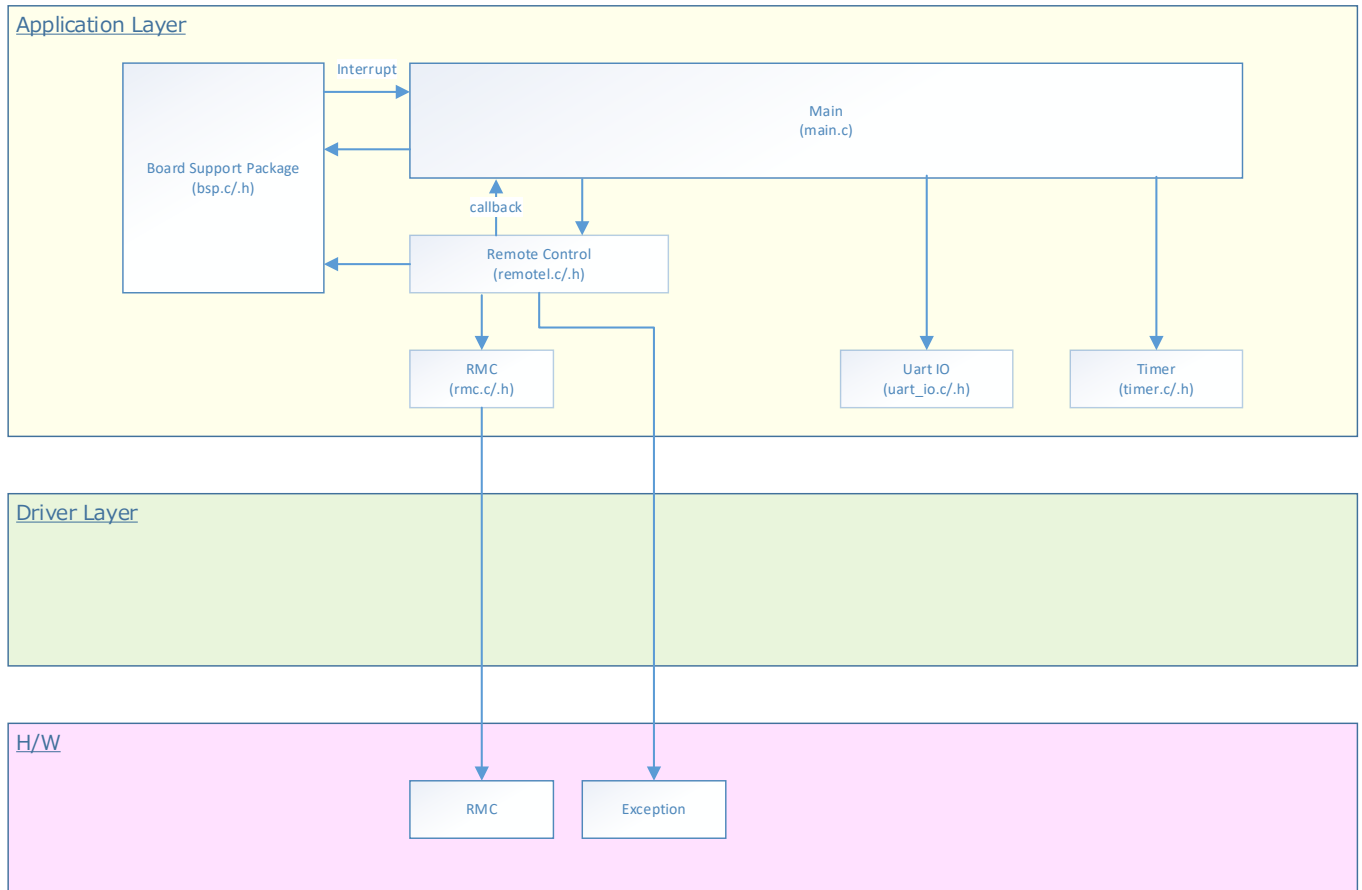 Application Layer
Interrupt
Main
(main.c)
Board Support Package
(bsp.c/.h)
callback
Remote Control
(remotel.c/.h)
RMC
(rmc.c/.h)
Uart IO
(uart_io.c/.h)
Timer
(timer.c/.h)
Driver Layer
H/W
RMC
Exception